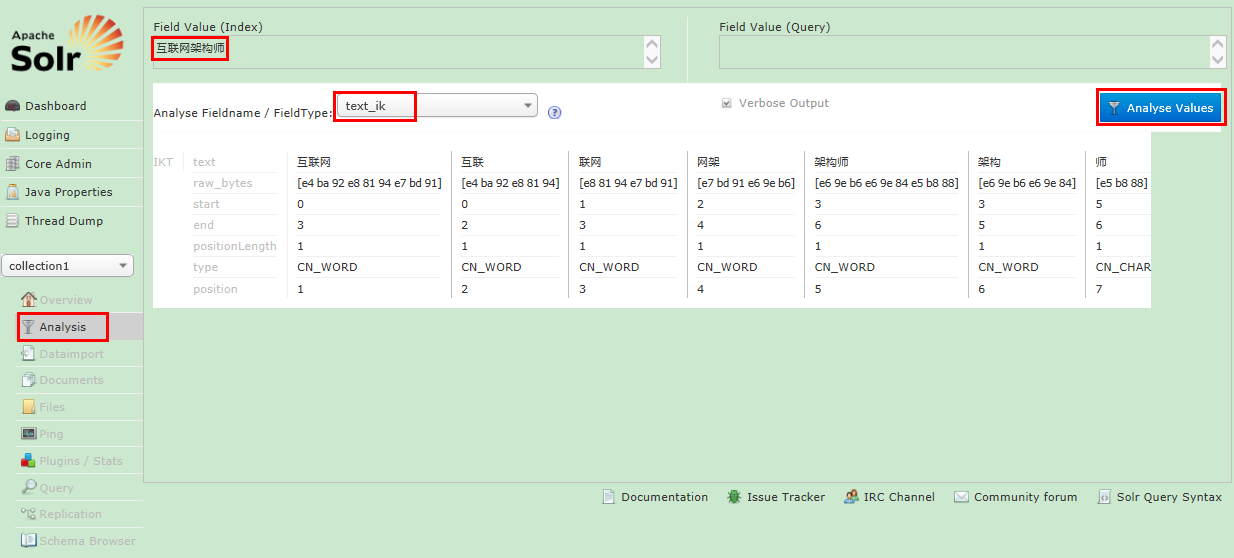 Apache
Solr
Dashboard
Logging
Core Admin
Java Properties
Thread Dump
collection1
Overview
Analysis
Dataimport
Documents
Files
Ping
Plugins / Stats
Query
Replication
Schema Browser
Field Value (Index)
互联网架构师
Field Value (Query)
Analyse Fieldname / FieldType: text_ik ? Verbose Output Analyse Values
IKT text 互联网 互联 联网 网架 架构师 架构 师
raw_bytes [e4 ba 92 e8 81 94 e7 bd 91] [e4 ba 92 e8 81 94] [e8 81 94 e7 bd 91] [e7 bd 91 e6 9e b6] [e6 9e b6 e6 9e 84 e5 b8 88] [e6 9e b6 e6 9e 84] [e5 b8 88]
start 0 0 1 2 3 3 5
end 3 2 3 4 6 5 6
positionLength 1 1 1 1 1 1 1
type CN_WORD CN_WORD CN_WORD CN_WORD CN_WORD CN_WORD CN_CHAR
position 1 2 3 4 5 6 7
Documentation Issue Tracker IRC Channel Community forum Solr Query Syntax